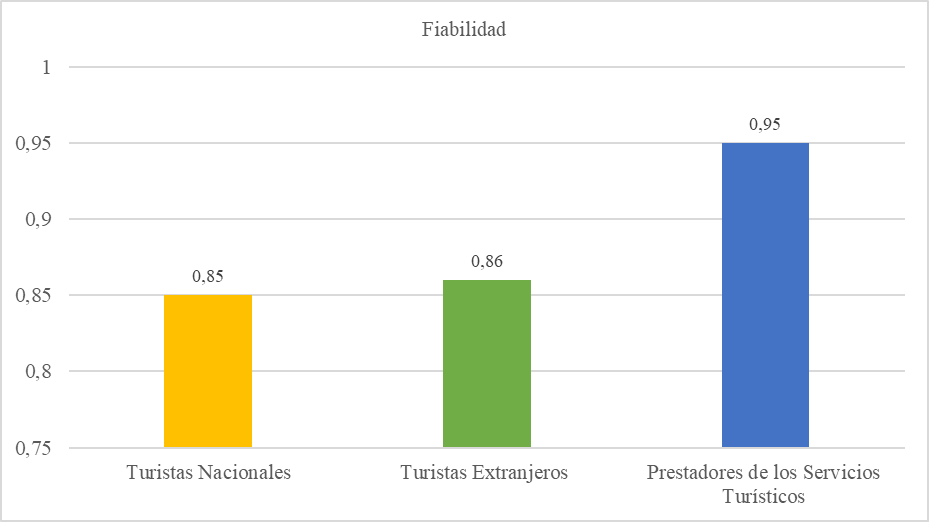 Fiabilidad
1
0,95
0,9
0,85
0,8
0,75
0,85
0,86
0,95
Turistas Nacionales
Turistas Extranjeros
Prestadores de los Servicios
Turísticos